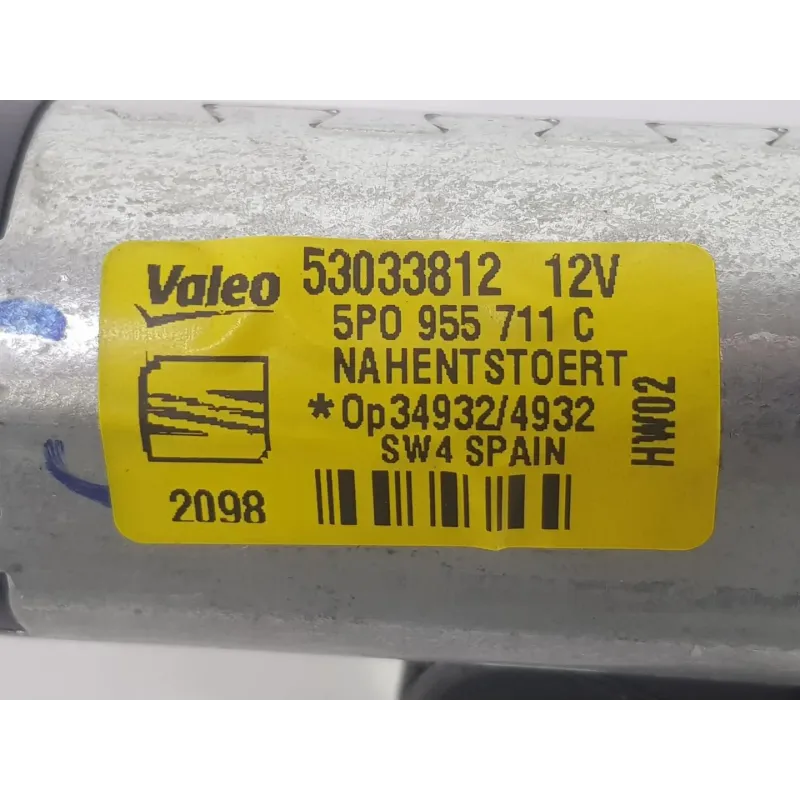 Valeo 53033812 12V
5P0 955 711 C
NAHENTSTOERT
*Op34932/4932
SW4 SPAIN
2098
HW02